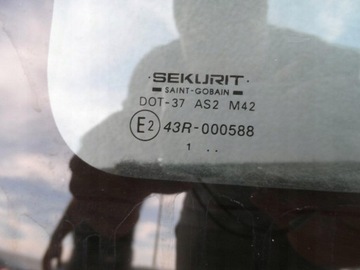 SEKURIT
SAINT-GOBAIN
DOT-37 AS2 M42
E2 43R-000588
1 ..